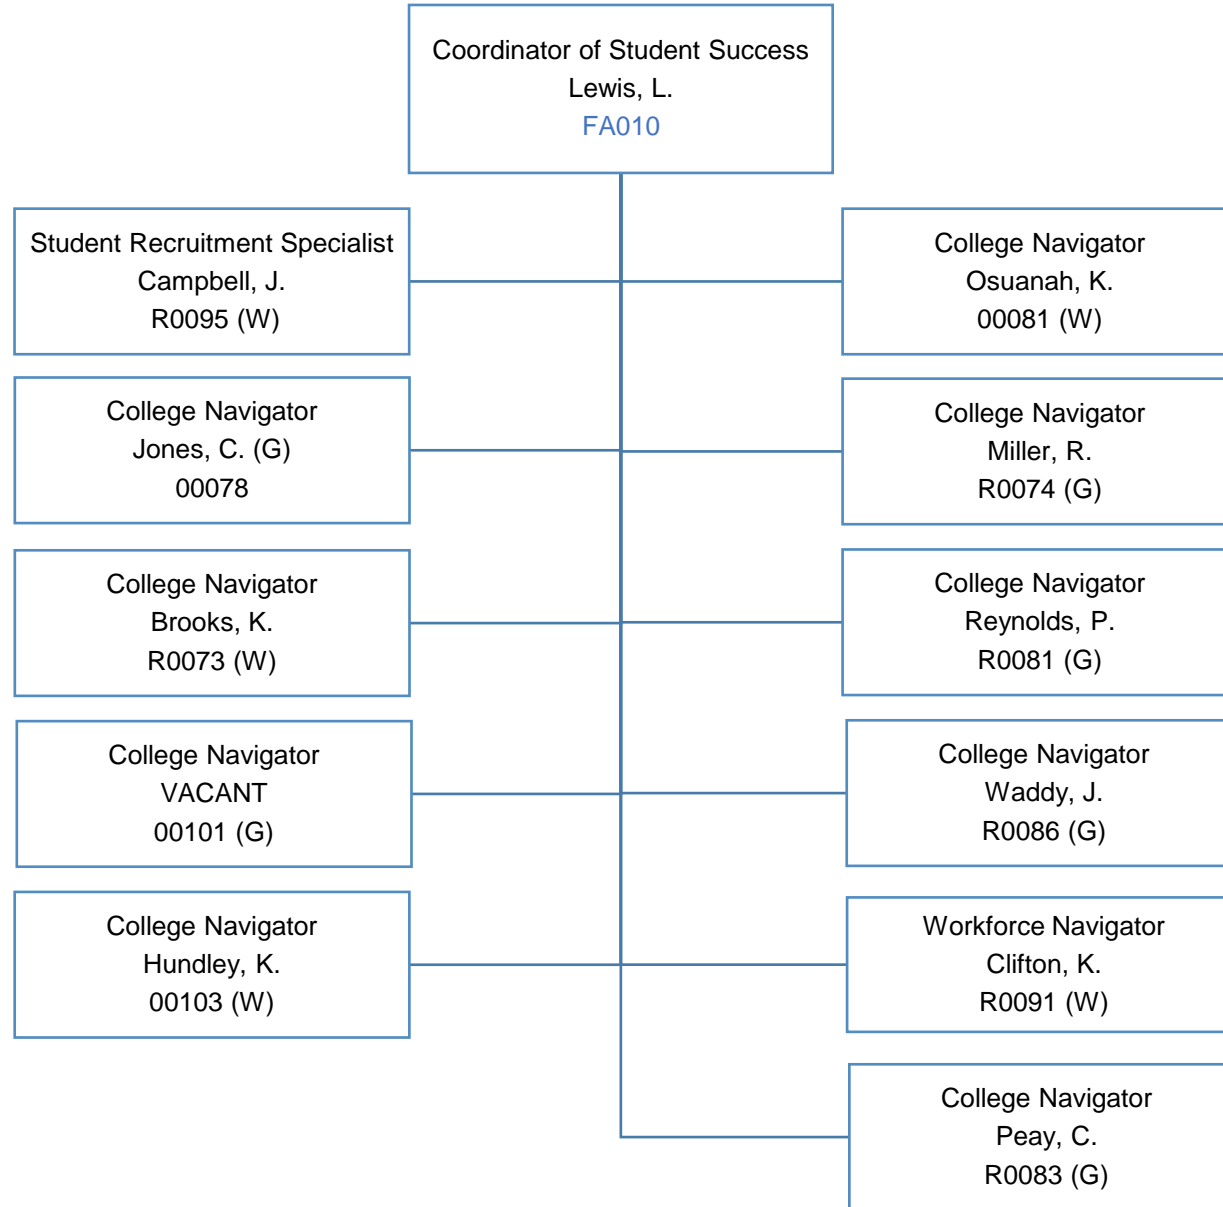 Coordinator of Student Success
Lewis, L.
FA010
Student Recruitment Specialist
Campbell, J.
R0095 (W)
College Navigator
Osuanah, K.
00081 (W)
College Navigator
Jones, C. (G)
00078
College Navigator
Miller, R.
R0074 (G)
College Navigator
Brooks, K.
R0073 (W)
College Navigator
Reynolds, P.
R0081 (G)
College Navigator
VACANT
00101 (G)
College Navigator
Waddy, J.
R0086 (G)
College Navigator
Hundley, K.
00103 (W)
Workforce Navigator
Clifton, K.
R0091 (W)
College Navigator
Peay, C.
R0083 (G)